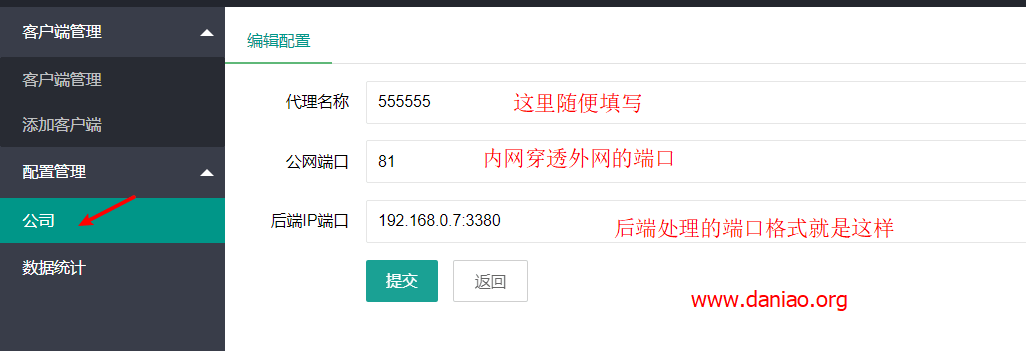 客户端管理
客户端管理
添加客户端
配置管理
公司
数据统计
编辑配置
代理名称 555555 这里随便填写
公网端口 81 内网穿透外网的端口
后端IP端口 192.168.0.7:3380 后端处理的端口格式就是这样
提交 返回
www.daniao.org